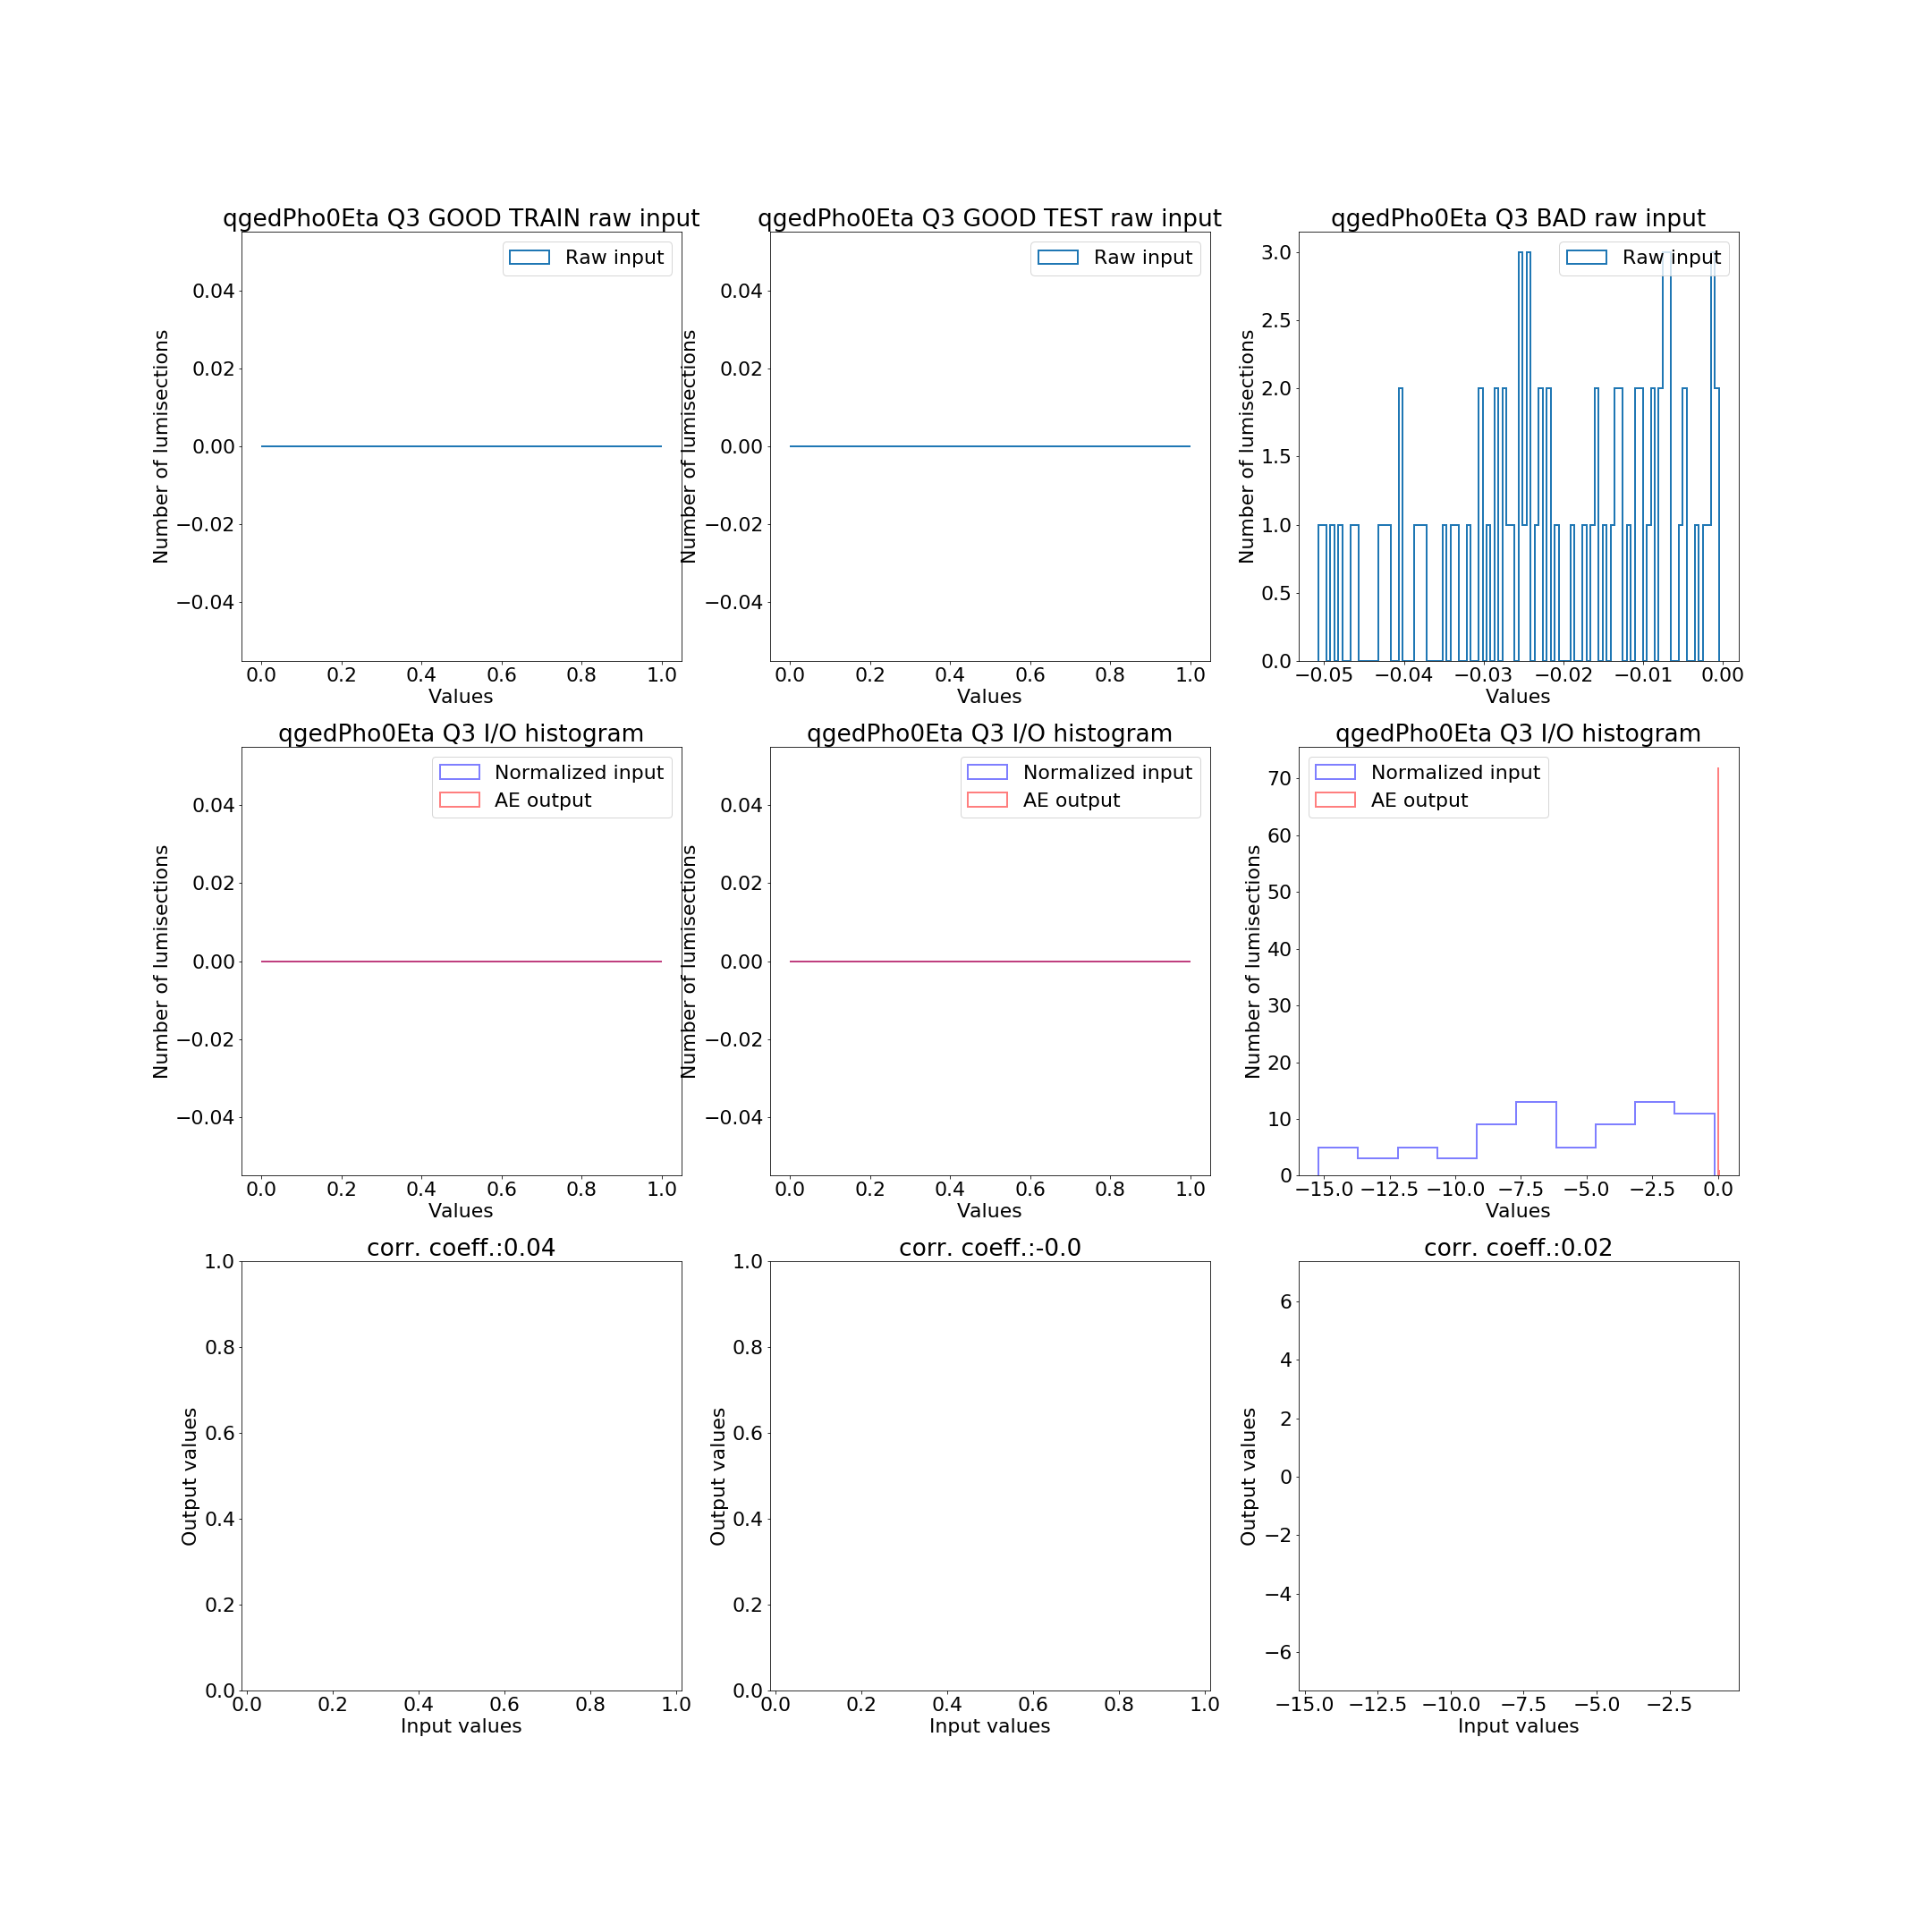 qgedPho0Eta Q3 GOOD TRAIN raw input
Raw input
Number of lumisections
0.04
0.02
0.00
−0.02
−0.04
0.0 0.2 0.4 0.6 0.8 1.0
Values
qgedPho0Eta Q3 GOOD TEST raw input
Raw input
Number of lumisections
0.04
0.02
0.00
−0.02
−0.04
0.0 0.2 0.4 0.6 0.8 1.0
Values
qgedPho0Eta Q3 BAD raw input
Raw input
Number of lumisections
3.0
2.5
2.0
1.5
1.0
0.5
0.0
−0.05 −0.04 −0.03 −0.02 −0.01 0.00
Values
qgedPho0Eta Q3 I/O histogram
Normalized input
AE output
Number of lumisections
0.04
0.02
0.00
−0.02
−0.04
0.0 0.2 0.4 0.6 0.8 1.0
Values
qgedPho0Eta Q3 I/O histogram
Normalized input
AE output
Number of lumisections
0.04
0.02
0.00
−0.02
−0.04
0.0 0.2 0.4 0.6 0.8 1.0
Values
qgedPho0Eta Q3 I/O histogram
Normalized input
AE output
Number of lumisections
70
60
50
40
30
20
10
0
−15.0 −12.5 −10.0 −7.5 −5.0 −2.5 0.0
Values
corr. coeff.:0.04
Output values
1.0
0.8
0.6
0.4
0.2
0.0
0.0 0.2 0.4 0.6 0.8 1.0
Input values
corr. coeff.:-0.0
Output values
1.0
0.8
0.6
0.4
0.2
0.0
0.0 0.2 0.4 0.6 0.8 1.0
Input values
corr. coeff.:0.02
Output values
6
4
2
0
−2
−4
−6
−15.0 −12.5 −10.0 −7.5 −5.0 −2.5
Input values